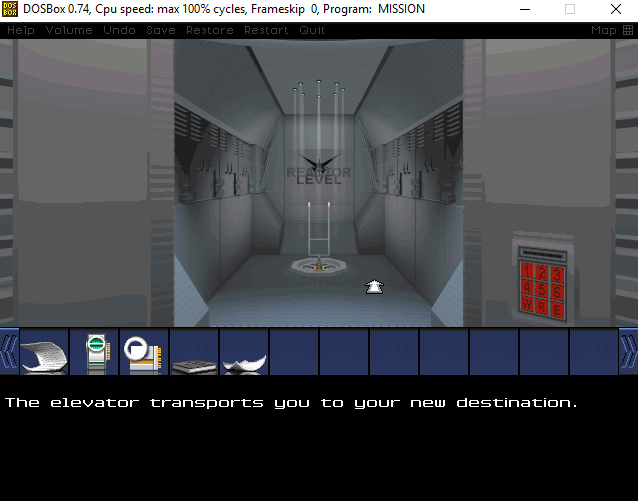 DOSBox 0.74, Cpu speed: max 100% cycles, Frameskip 0, Program: MISSION
Help Volume Undo Save Restore Restart Quit Map
REACTOR
LEVEL
1 2 3
4 5 6
W R E
The elevator transports you to your new destination.